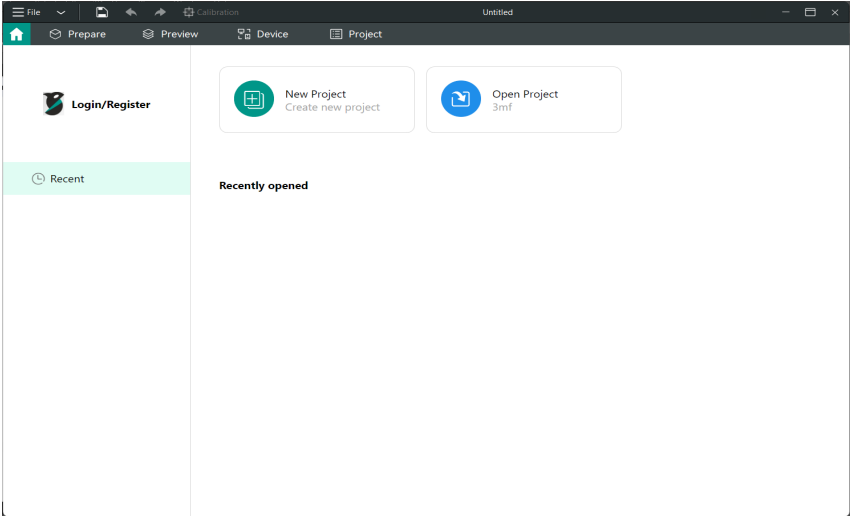 File
Calibration
Untitled
Prepare
Preview
Device
Project
Login/Register
New Project
Create new project
Open Project
3mf
Recent
Recently opened